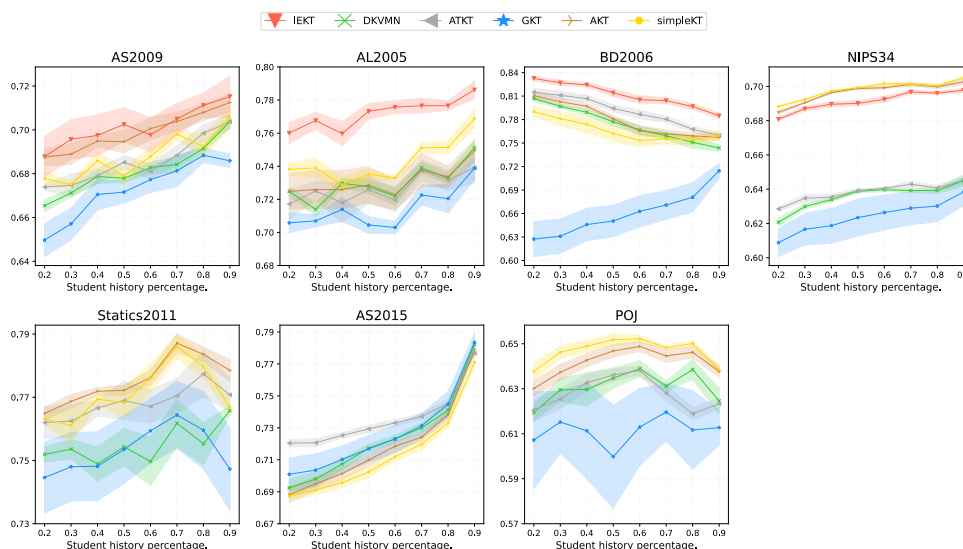 IEKT DKVMN ATKT GKT AKT simpleKT
AS2009 AL2005 BD2006 NIPS34
0.72 0.70 0.68 0.66 0.64
0.80 0.78 0.76 0.74 0.72 0.70 0.68
0.84 0.81 0.78 0.75 0.72 0.69 0.66 0.63 0.60
0.70 0.68 0.66 0.64 0.62 0.60
0.2 0.3 0.4 0.5 0.6 0.7 0.8 0.9
0.2 0.3 0.4 0.5 0.6 0.7 0.8 0.9
0.2 0.3 0.4 0.5 0.6 0.7 0.8 0.9
0.2 0.3 0.4 0.5 0.6 0.7 0.8 0.9
Student history percentage. Student history percentage. Student history percentage. Student history percentage.
Statics2011 AS2015 POJ
0.79 0.77 0.75 0.73
0.79 0.77 0.75 0.73 0.71 0.69 0.67
0.65 0.63 0.61 0.59 0.57
0.2 0.3 0.4 0.5 0.6 0.7 0.8 0.9
0.2 0.3 0.4 0.5 0.6 0.7 0.8 0.9
0.2 0.3 0.4 0.5 0.6 0.7 0.8 0.9
Student history percentage. Student history percentage. Student history percentage.